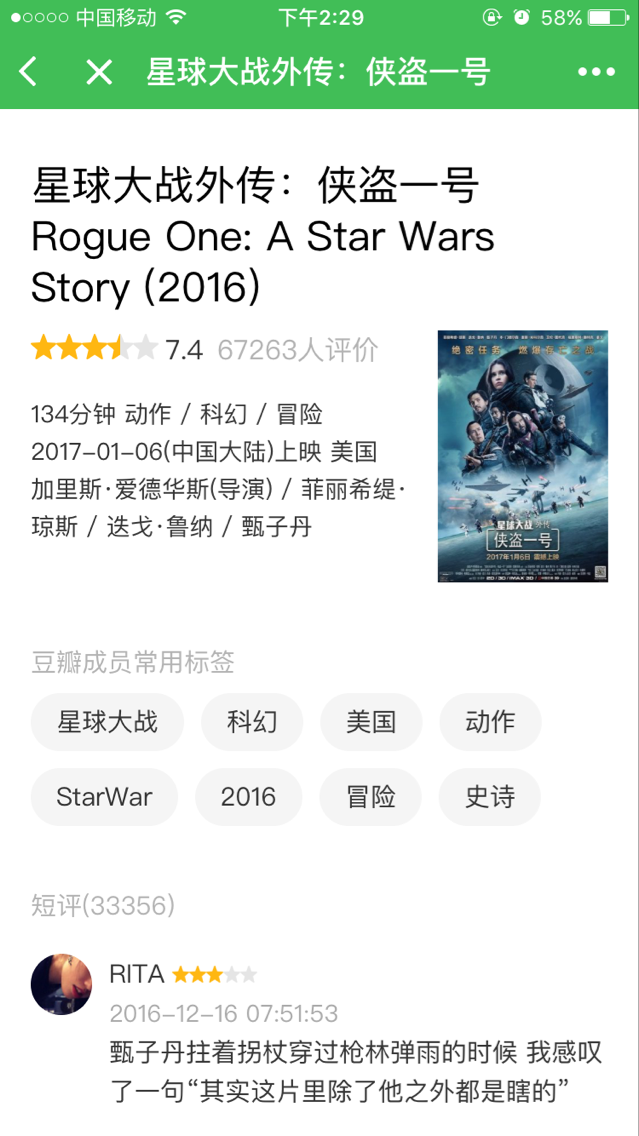 中国移动 下午2:29 58%
星球大战外传：侠盗一号
星球大战外传：侠盗一号
Rogue One: A Star Wars
Story (2016)
7.4 67263人评价
134分钟 动作 / 科幻 / 冒险
2017-01-06(中国大陆)上映 美国
加里斯·爱德华斯(导演) / 菲丽希缇·
琼斯 / 迭戈·鲁纳 / 甄子丹
绝密任务 燃爆存亡之战
星球大战外传
侠盗一号
2017年1月6日 震撼上映
豆瓣成员常用标签
星球大战 科幻 美国 动作
StarWar 2016 冒险 史诗
短评(33356)
RITA
2016-12-16 07:51:53
甄子丹拄着拐杖穿过枪林弹雨的时候 我感叹
了一句“其实这片里除了他之外都是瞎的”